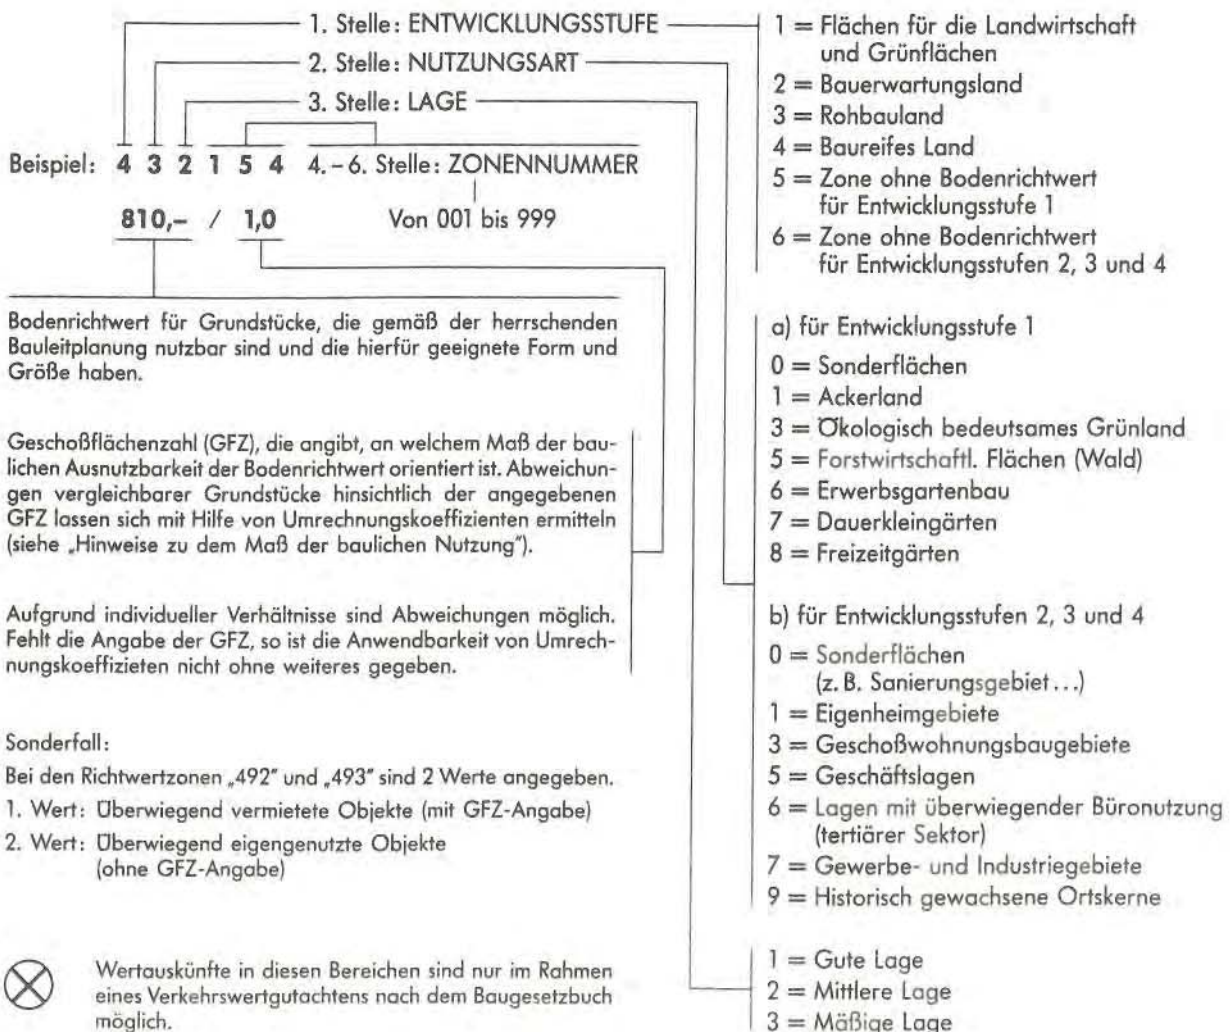 1. Stelle: ENTWICKLUNGSSTUFE
2. Stelle: NUTZUNGSART
3. Stelle: LAGE
Beispiel: 4 3 2 1 5 4 4.–6. Stelle: ZONENNUMMER
810,– / 1,0 Von 001 bis 999
Bodenrichtwert für Grundstücke, die gemäß der herrschenden
Bauleitplanung nutzbar sind und die hierfür geeignete Form und
Größe haben.
Geschoßflächenzahl (GFZ), die angibt, an welchem Maß der bau-
lichen Ausnutzbarkeit der Bodenrichtwert orientiert ist. Abweichun-
gen vergleichbarer Grundstücke hinsichtlich der angegebenen
GFZ lassen sich mit Hilfe von Umrechnungskoeffizienten ermitteln
(siehe „Hinweise zu dem Maß der baulichen Nutzung").
Aufgrund individueller Verhältnisse sind Abweichungen möglich.
Fehlt die Angabe der GFZ, so ist die Anwendbarkeit von Umrech-
nungskoeffizieten nicht ohne weiteres gegeben.
Sonderfall:
Bei den Richtwertzonen „492" und „493" sind 2 Werte angegeben.
1. Wert: Überwiegend vermietete Objekte (mit GFZ-Angabe)
2. Wert: Überwiegend eigengenutzte Objekte
(ohne GFZ-Angabe)
Wertauskünfte in diesen Bereichen sind nur im Rahmen
eines Verkehrswertgutachtens nach dem Baugesetzbuch
möglich.
1 = Flächen für die Landwirtschaft
und Grünflächen
2 = Bauerwartungsland
3 = Rohbauland
4 = Baureifes Land
5 = Zone ohne Bodenrichtwert
für Entwicklungsstufe 1
6 = Zone ohne Bodenrichtwert
für Entwicklungsstufen 2, 3 und 4
a) für Entwicklungsstufe 1
0 = Sonderflächen
1 = Ackerland
3 = Ökologisch bedeutsames Grünland
5 = Forstwirtschaftl. Flächen (Wald)
6 = Erwerbsgartenbau
7 = Dauerkleingärten
8 = Freizeitgärten
b) für Entwicklungsstufen 2, 3 und 4
0 = Sonderflächen
(z. B. Sanierungsgebiet...)
1 = Eigenheimgebiete
3 = Geschoßwohnungsbaugebiete
5 = Geschäftslagen
6 = Lagen mit überwiegender Büronutzung
(tertiärer Sektor)
7 = Gewerbe- und Industriegebiete
9 = Historisch gewachsene Ortskerne
1 = Gute Lage
2 = Mittlere Lage
3 = Mäßige Lage